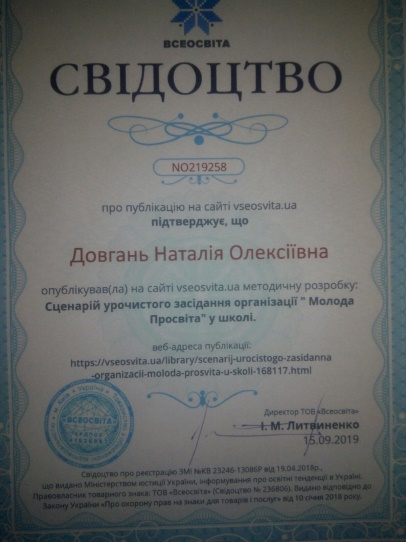 ВСЕОСВІТА
СВІДОЦТВО
NO219258
про публікацію на сайті vseosvita.ua
підтверджує, що
Довгань Наталія Олексіївна
опублікував(ла) на сайті vseosvita.ua методичну розробку:
Сценарій урочистого засідання організації " Молода
Просвіта" у школі.
веб-адреса публікації:
https://vseosvita.ua/library/scenarij-urocistogo-zasidanna
-organizacii-moloda-prosvita-u-skoli-168117.html
Директор ТОВ «Всеосвіта»
І. М. Литвиненко
15.09.2019
ВСЕОСВІТА
Свідоцтво про реєстрацію ЗМІ №КВ 23246-13086Р від 19.04.2018р.,
що видано Міністерством юстиції України, інформування про освітні тенденції в Україні.
Правовласник товарного знака: ТОВ «Всеосвіта» (Свідоцтво № 236806). Видано відповідно до
Закону України «Про охорону прав на знаки для товарів і послуг» від 10 січня 2018 року.